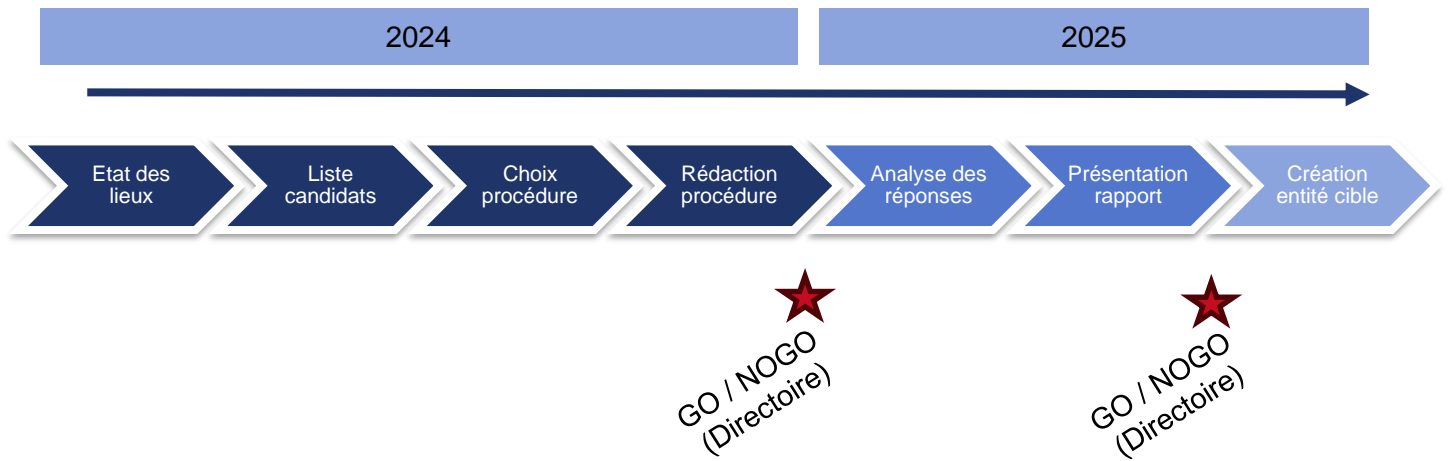 2024
2025
Etat des
lieux
Liste
candidats
Choix
procédure
Rédaction
procédure
Analyse des
réponses
Présentation
rapport
Création
entité cible
GO / NOGO
(Directoire)
GO / NOGO
(Directoire)